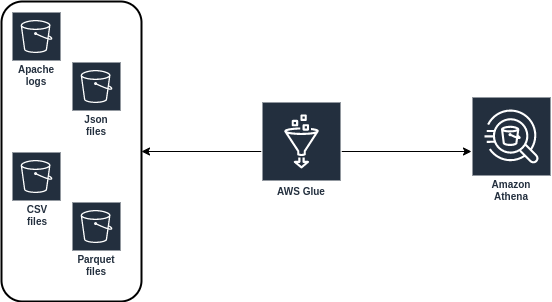 Apache
logs
Json
files
CSV
files
Parquet
files
AWS Glue
Amazon
Athena